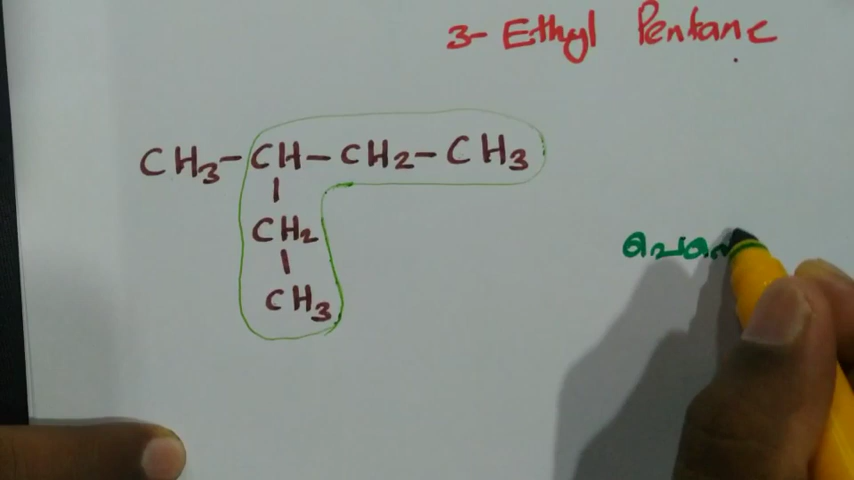 3- Ethyl Pentane
CH3-CH-CH2-CH3
|
CH2
|
CH3